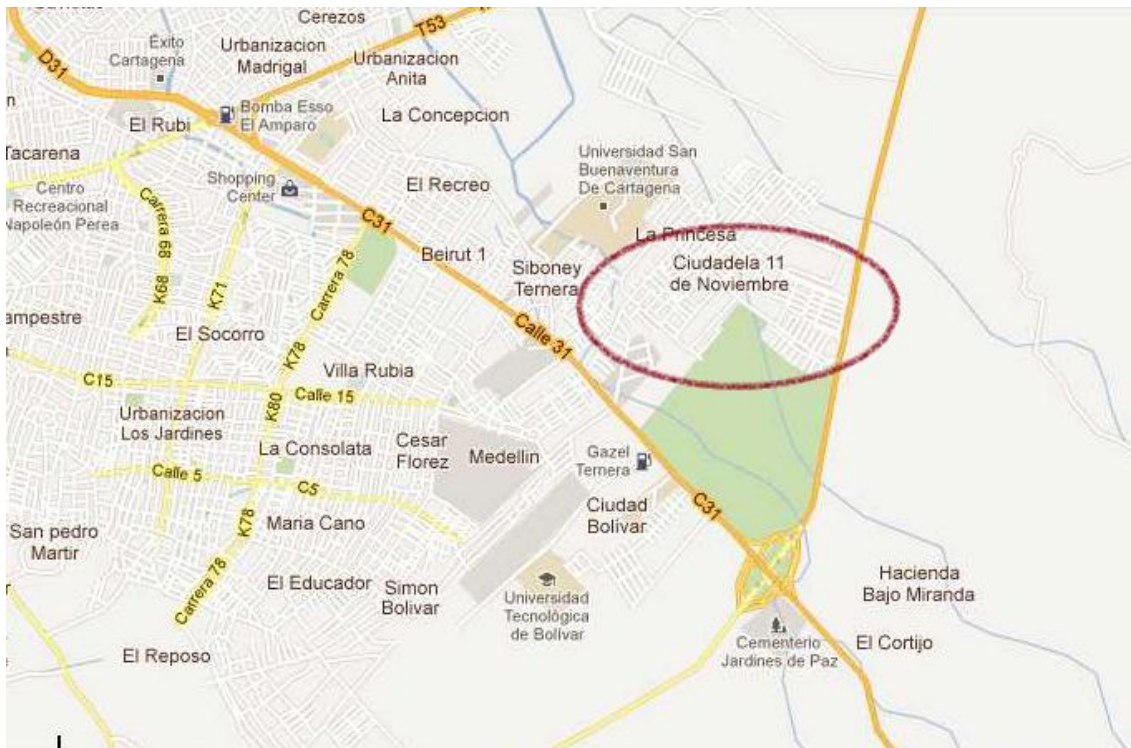 Cerezos
T53
D31
Éxito
Cartagena
Urbanizacion
Madrigal
Urbanizacion
Anita
Bomba Esso
El Amparo
La Concepcion
El Rubi
Tacarena
Shopping
Center
El Recreo
Universidad San
Buenaventura
De Cartagena
Centro
Recreacional
Napoleón Perea
Carrera 68
K68
K71
C31
Carrera 78
Beirut 1
La Princesa
Siboney
Ternera
Ciudadela 11
de Noviembre
ampestre
El Socorro
K78
Calle 31
Villa Rubia
C15
Calle 15
K80
Urbanizacion
Los Jardines
La Consolata
Cesar
Florez
Medellin
Gazel
Ternera
Calle 5
C5
C31
Ciudad
Bolivar
San pedro
Martir
K78
Maria Cano
El Educador
Simon
Bolivar
Carrera 78
Universidad
Tecnológica
de Bolívar
Hacienda
Bajo Miranda
El Reposo
Cementerio
Jardines de Paz
El Cortijo